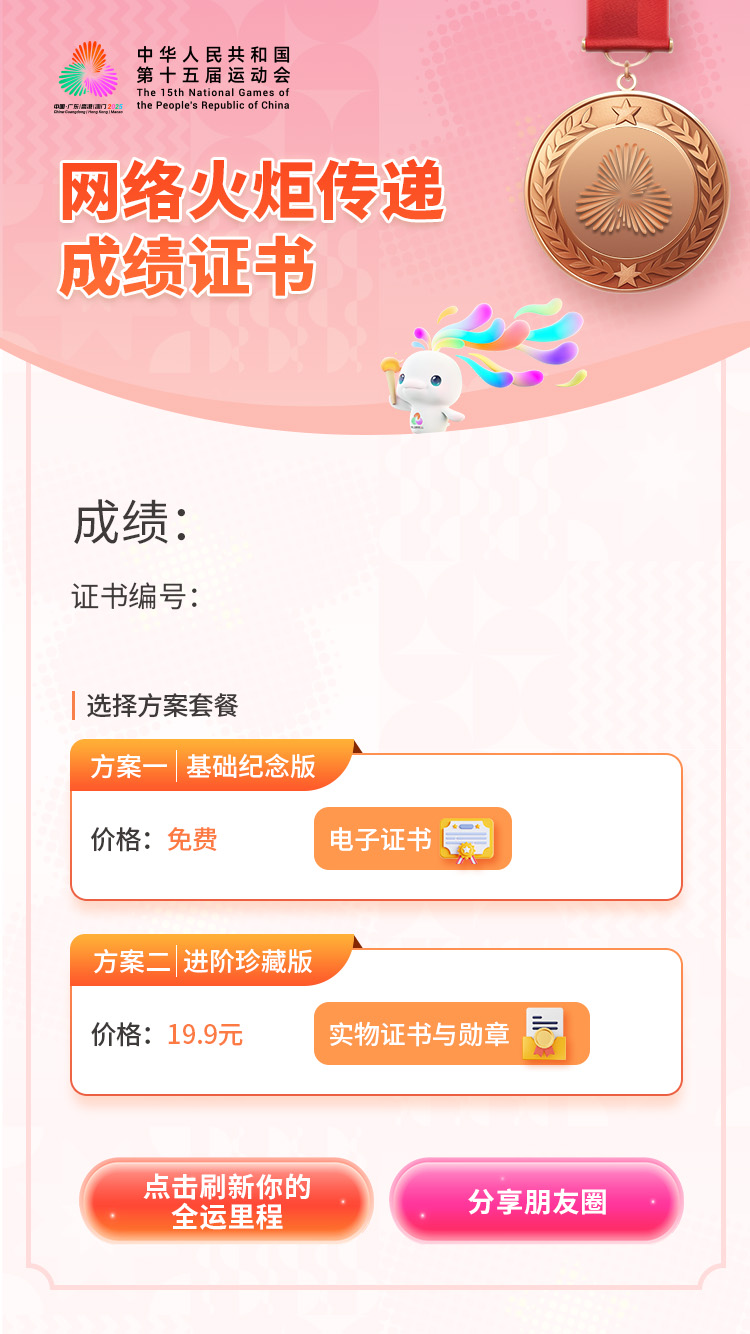 中华人民共和国
第十五届运动会
The 15th National Games of
the People's Republic of China
中国·广东|香港|澳门 2025
China Guangdong | Hong Kong | Macao
网络火炬传递
成绩证书
成绩：
证书编号：
选择方案套餐
方案一 | 基础纪念版
价格：免费
电子证书
方案二 | 进阶珍藏版
价格：19.9元
实物证书与勋章
点击刷新你的
全运里程
分享朋友圈